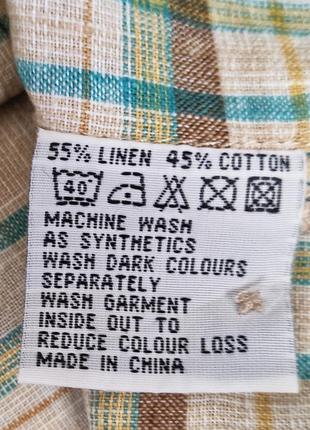 55% LINEN 45% COTTON
40
MACHINE WASH
AS SYNTHETICS
WASH DARK COLOURS
SEPARATELY
WASH GARMENT
INSIDE OUT TO
REDUCE COLOUR LOSS
MADE IN CHINA